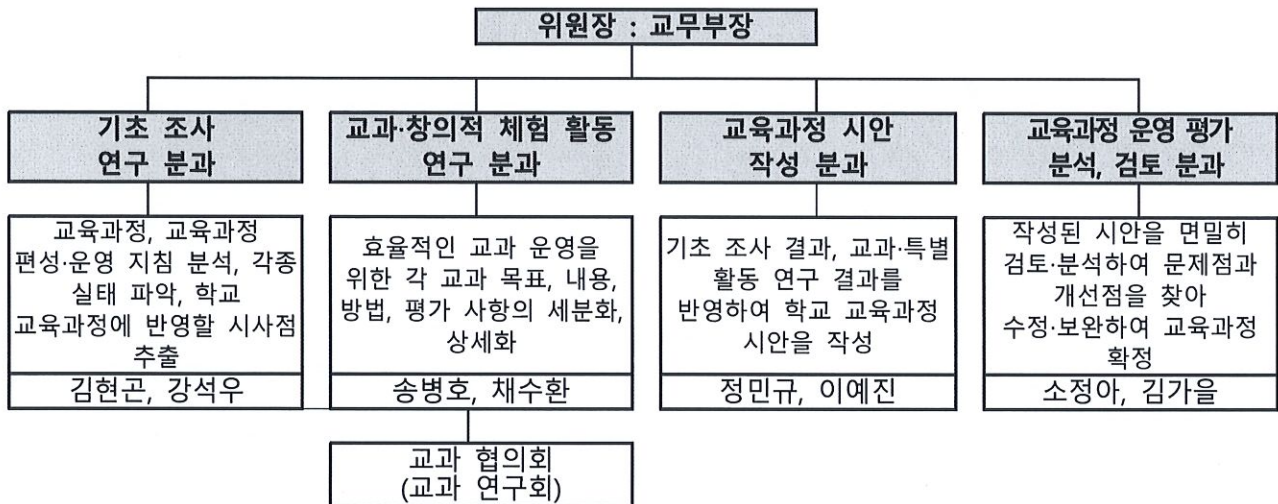 위원장 : 교무부장
기초 조사
연구 분과
교육과정, 교육과정
편성·운영 지침 분석, 각종
실태 파악, 학교
교육과정에 반영할 시사점
추출
김현곤, 강석우
교과·창의적 체험 활동
연구 분과
효율적인 교과 운영을
위한 각 교과 목표, 내용,
방법, 평가 사항의 세분화,
상세화
송병호, 채수환
교과 협의회
(교과 연구회)
교육과정 시안
작성 분과
기초 조사 결과, 교과·특별
활동 연구 결과를
반영하여 학교 교육과정
시안을 작성
정민규, 이예진
교육과정 운영 평가
분석, 검토 분과
작성된 시안을 면밀히
검토·분석하여 문제점과
개선점을 찾아
수정·보완하여 교육과정
확정
소정아, 김가을